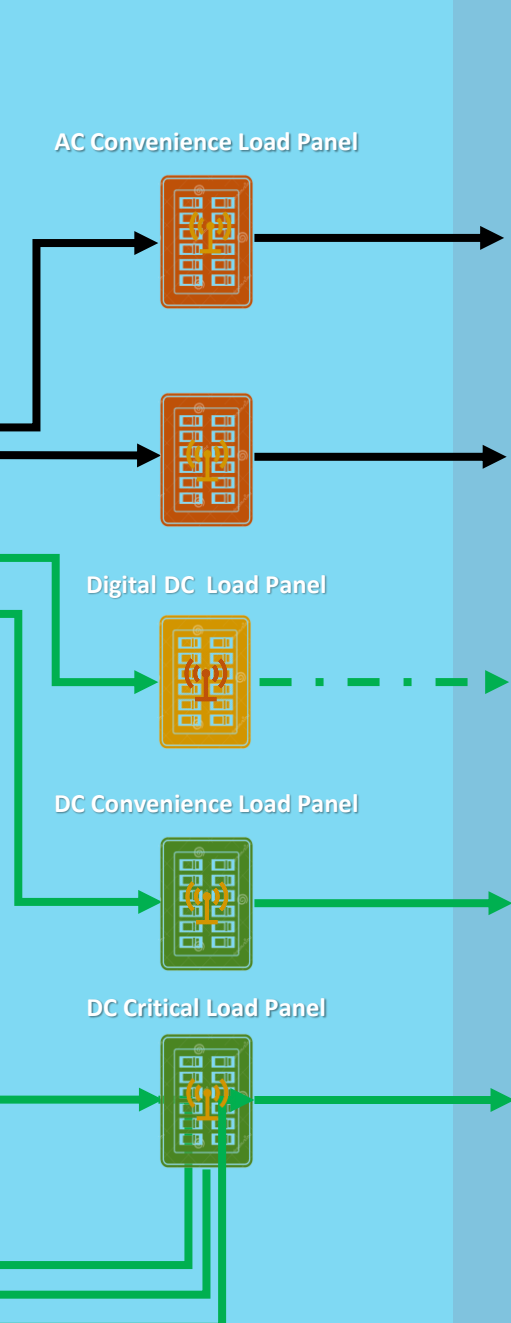 AC Convenience Load Panel
Digital DC  Load Panel
DC Convenience Load Panel
DC Critical Load Panel